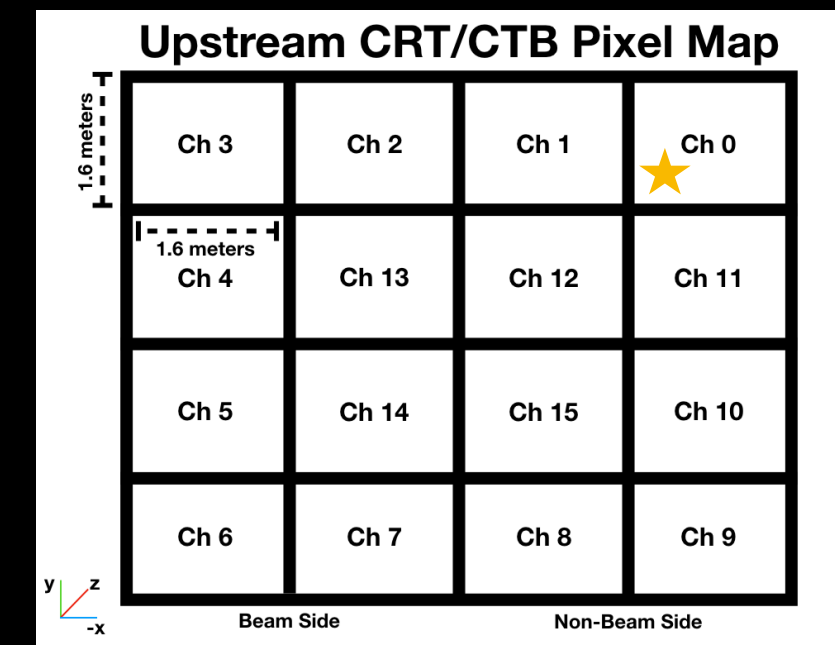 Upstream CRT/CTB Pixel Map
1.6 meters
Ch 3 Ch 2 Ch 1 Ch 0
1.6 meters
Ch 4 Ch 13 Ch 12 Ch 11
Ch 5 Ch 14 Ch 15 Ch 10
Ch 6 Ch 7 Ch 8 Ch 9
y z
-x
Beam Side Non-Beam Side